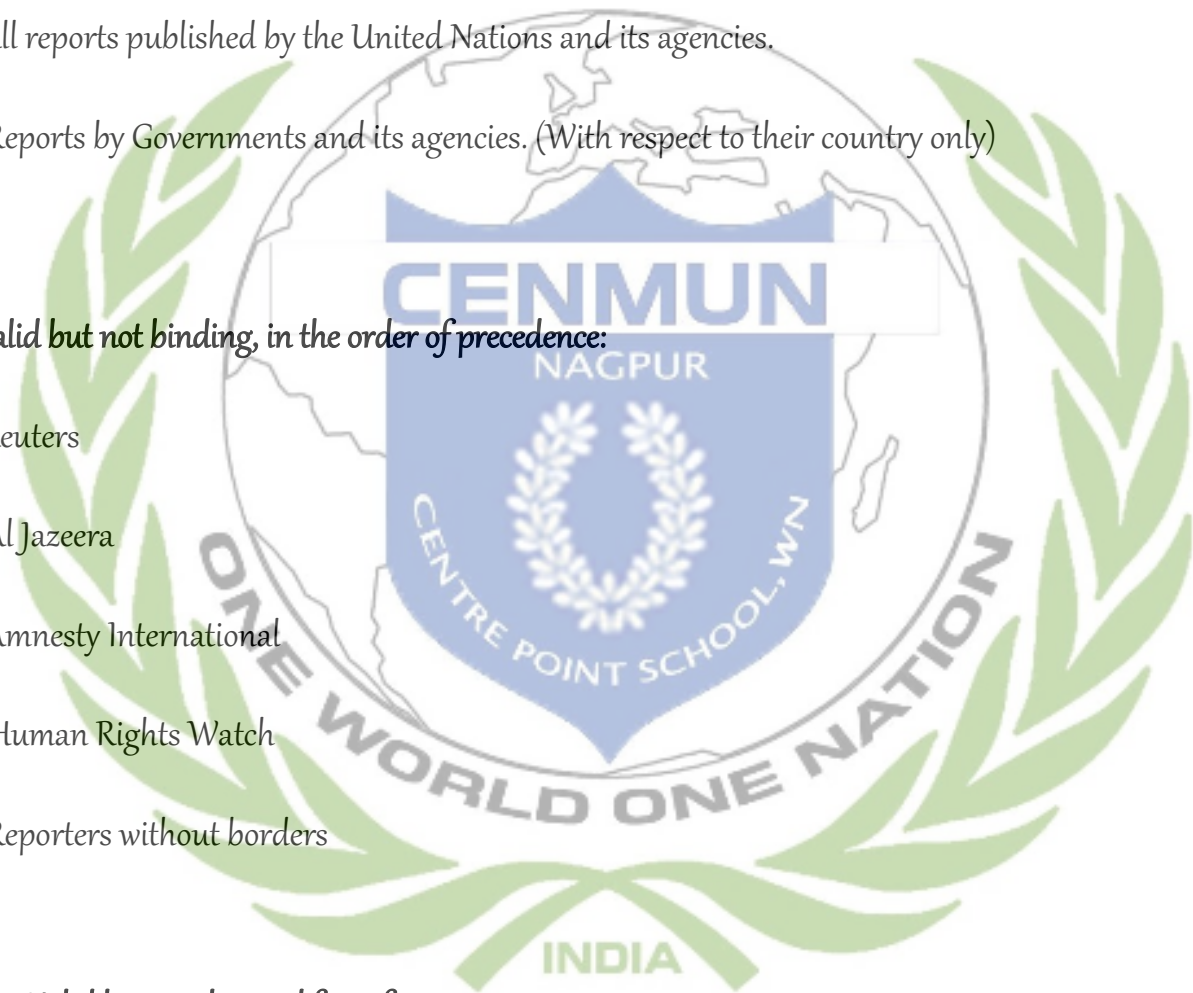 ll reports published by the United Nations and its agencies.
Reports by Governments and its agencies. (With respect to their country only)
CENMUN
alid but not binding, in the order of precedence:
NAGPUR
euters
Al Jazeera
CENTRE POINT SCHOOL, WN
Amnesty International
Human Rights Watch
ONE WORLD ONE NATION
Reporters without borders
INDIA